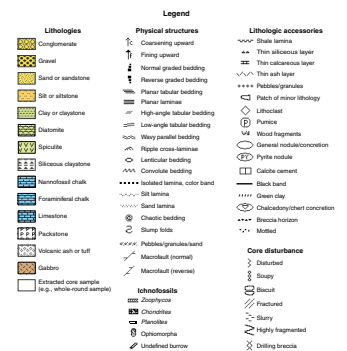 Legend
Lithologies
Conglomerate
Gravel
Sand or sandstone
Silt or siltstone
Clay or claystone
Diatomite
Spiculite
Siliceous claystone
Nannofossil chalk
Foraminiferal chalk
Limestone
Packstone
Volcanic ash or tuff
Gabbro
Extracted core sample
(e.g., whole-round sample)
Physical structures
Coarsening upward
Fining upward
Normal graded bedding
Reverse graded bedding
Planar tabular bedding
Planar laminae
High-angle tabular bedding
Low-angle tabular bedding
Wavy parallel bedding
Ripple cross-laminae
Lenticular bedding
Convolute bedding
Isolated lamina, color band
Silt lamina
Sand lamina
Chaotic bedding
Slump folds
Pebbles/granules/sand
Macrofault (normal)
Macrofault (reverse)
Ichnofossils
Zoophycos
Chondrites
Planolites
Ophiomorpha
Undefined burrow
Lithologic accessories
Shale lamina
Thin siliceous layer
Thin calcareous layer
Thin ash layer
Pebbles/granules
Patch of minor lithology
Lithoclast
P Pumice
Wood fragments
General nodule/concretion
PY Pyrite nodule
Calcite cement
Black band
Green clay
Chalcedony/chert concretion
Breccia horizon
Mottled
Core disturbance
Disturbed
Soupy
Biscuit
Fractured
Slurry
Highly fragmented
Drilling breccia